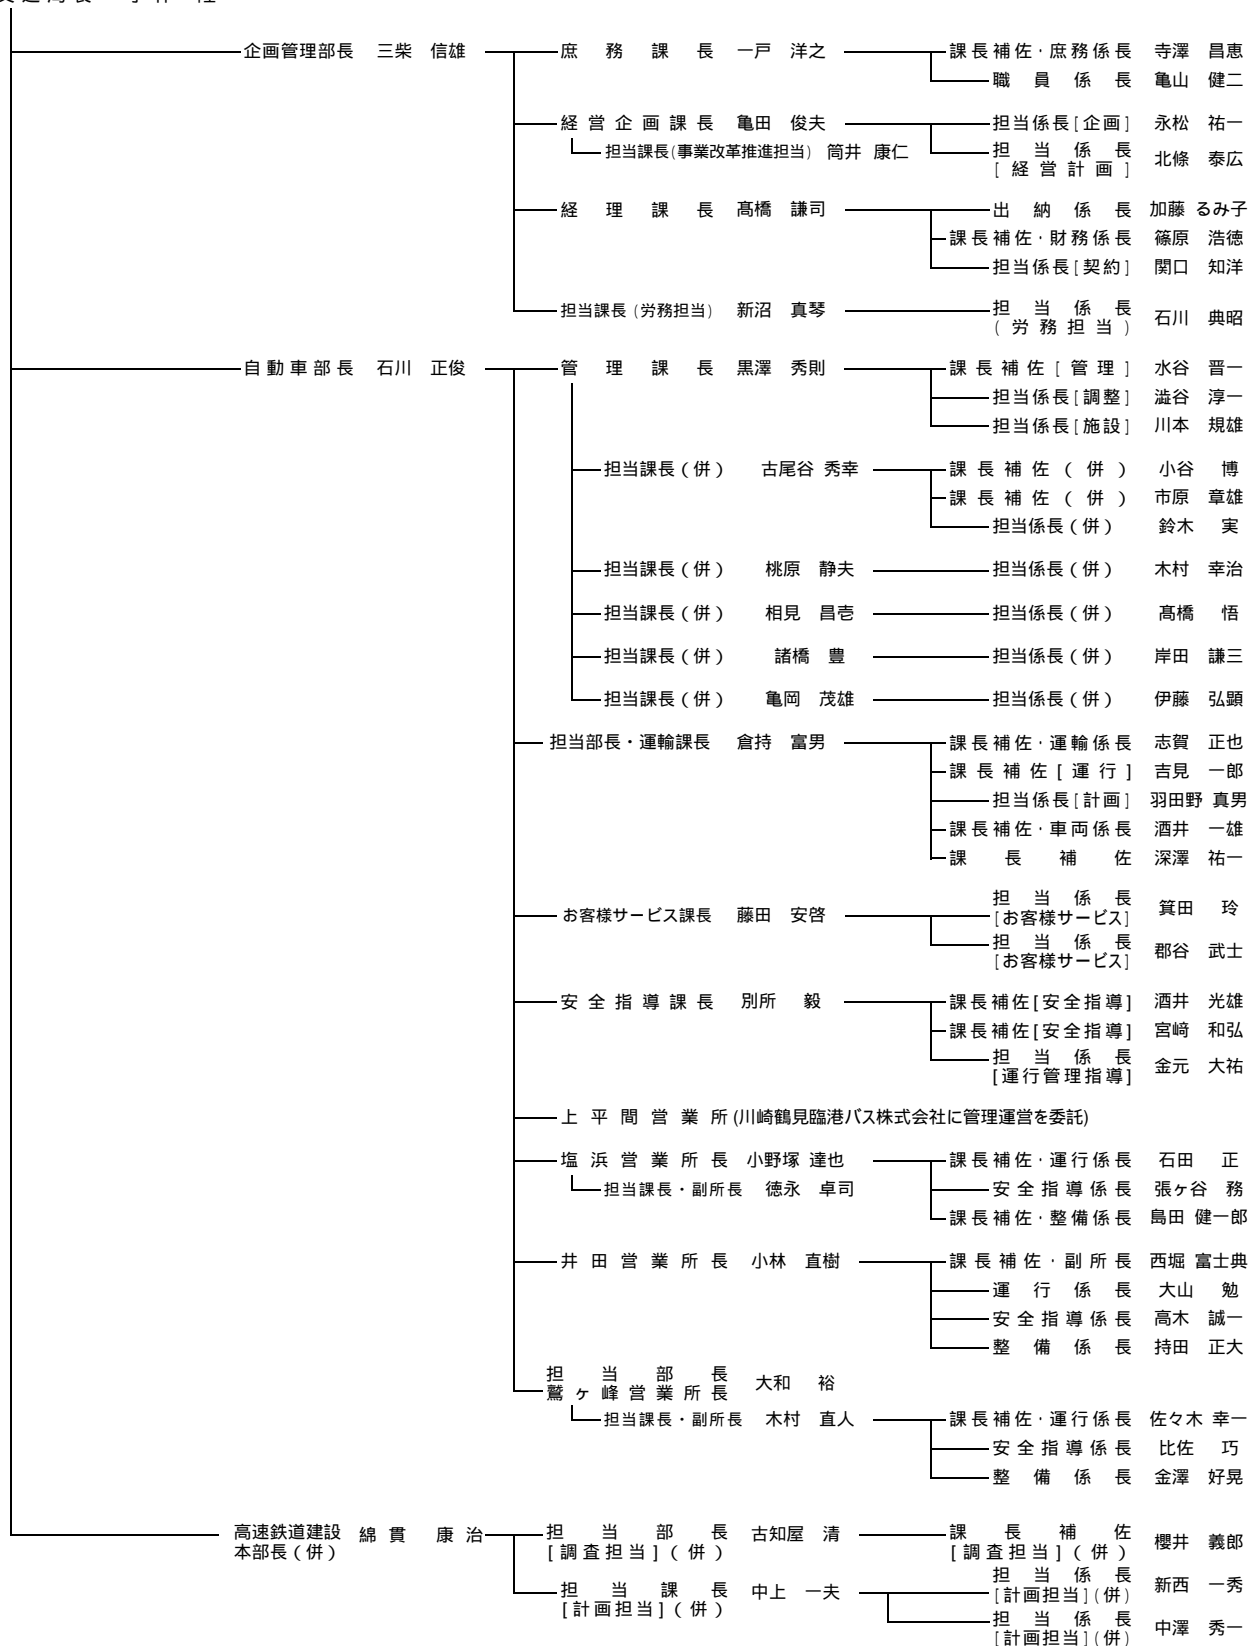 企画管理部長 三柴 信雄 庶務課長 一戸 洋之 課長補佐・庶務係長 寺澤 昌恵
職員係長 亀山 健二
経営企画課長 亀田 俊夫 担当係長[企画] 永松 祐一
担当課長(事業改革推進担当) 筒井 康仁 担当係長[経営計画] 北條 泰広
経理課長 髙橋 謙司 出納係長 加藤 るみ子
課長補佐・財務係長 篠原 浩徳
担当係長[契約] 関口 知洋
担当課長(労務担当) 新沼 真琴 担当係長(労務担当) 石川 典昭
自動車部長 石川 正俊 管理課長 黒澤 秀則 課長補佐[管理] 水谷 晋一
担当係長[調整] 澁谷 淳一
担当係長[施設] 川本 規雄
担当課長(併) 古尾谷 秀幸 課長補佐(併) 小谷 博
課長補佐(併) 市原 章雄
担当係長(併) 鈴木 実
担当課長(併) 桃原 静夫 担当係長(併) 木村 幸治
担当課長(併) 相見 昌壱 担当係長(併) 髙橋 悟
担当課長(併) 諸橋 豊 担当係長(併) 岸田 謙三
担当課長(併) 亀岡 茂雄 担当係長(併) 伊藤 弘顕
担当部長・運輸課長 倉持 富男 課長補佐・運輸係長 志賀 正也
課長補佐[運行] 吉見 一郎
担当係長[計画] 羽田野 真男
課長補佐・車両係長 酒井 一雄
課長補佐 深澤 祐一
お客様サービス課長 藤田 安啓 担当係長[お客様サービス] 箕田 玲
担当係長[お客様サービス] 郡谷 武士
安全指導課長 別所 毅 課長補佐[安全指導] 酒井 光雄
課長補佐[安全指導] 宮﨑 和弘
担当係長[運行管理指導] 金元 大祐
上平間営業所(川崎鶴見臨港バス株式会社に管理運営を委託)
塩浜営業所長 小野塚 達也 課長補佐・運行係長 石田 正
担当課長・副所長 徳永 卓司 安全指導係長 張ヶ谷 務
課長補佐・整備係長 島田 健一郎
井田営業所長 小林 直樹 課長補佐・副所長 西堀 富士典
運行係長 大山 勉
安全指導係長 高木 誠一
整備係長 持田 正大
担当部長
鷲ヶ峰営業所長 大和 裕
担当課長・副所長 木村 直人 課長補佐・運行係長 佐々木 幸一
安全指導係長 比佐 巧
整備係長 金澤 好晃
高速鉄道建設本部長(併) 綿貫 康治 担当部長[調査担当](併) 古知屋 清 課長補佐[調査担当](併) 櫻井 義郎
担当課長[計画担当](併) 中上 一夫 担当係長[計画担当](併) 新西 一秀
担当係長[計画担当](併) 中澤 秀一